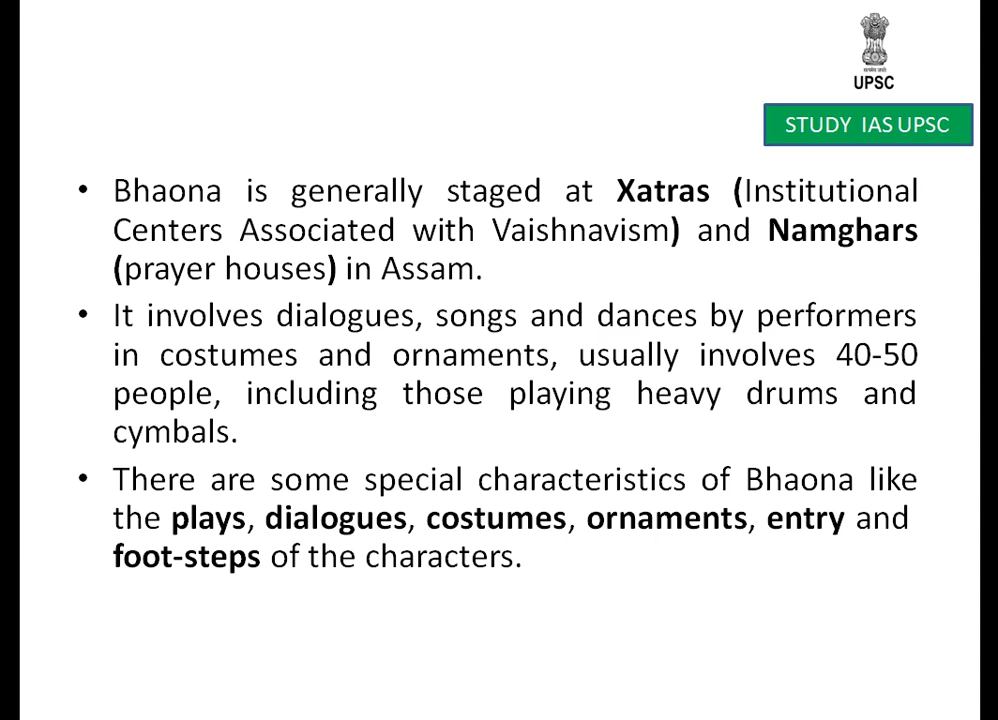 UPSC
STUDY IAS UPSC
• Bhaona is generally staged at Xatras (Institutional
Centers Associated with Vaishnavism) and Namghars
(prayer houses) in Assam.
• It involves dialogues, songs and dances by performers
in costumes and ornaments, usually involves 40-50
people, including those playing heavy drums and
cymbals.
• There are some special characteristics of Bhaona like
the plays, dialogues, costumes, ornaments, entry and
foot-steps of the characters.